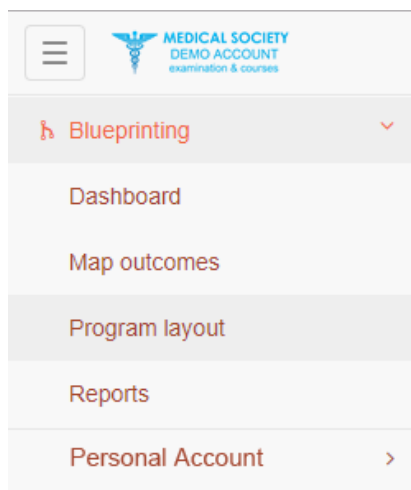 MEDICAL SOCIETY
DEMO ACCOUNT
examination & courses
Blueprinting
Dashboard
Map outcomes
Program layout
Reports
Personal Account